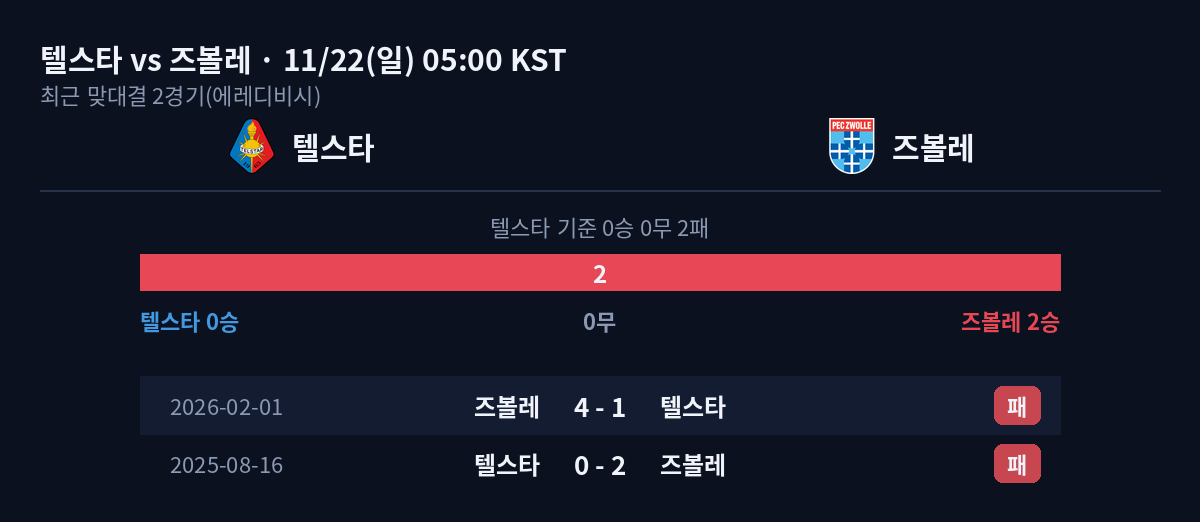 텔스타 vs 즈볼레 · 11/22(일) 05:00 KST
최근 맞대결 2경기(에레디비시)
TELSTAR 텔스타 PEC ZWOLLE 즈볼레
텔스타 기준 0승 0무 2패
2
텔스타 0승 0무 즈볼레 2승
2026-02-01 즈볼레 4 - 1 텔스타 패
2025-08-16 텔스타 0 - 2 즈볼레 패